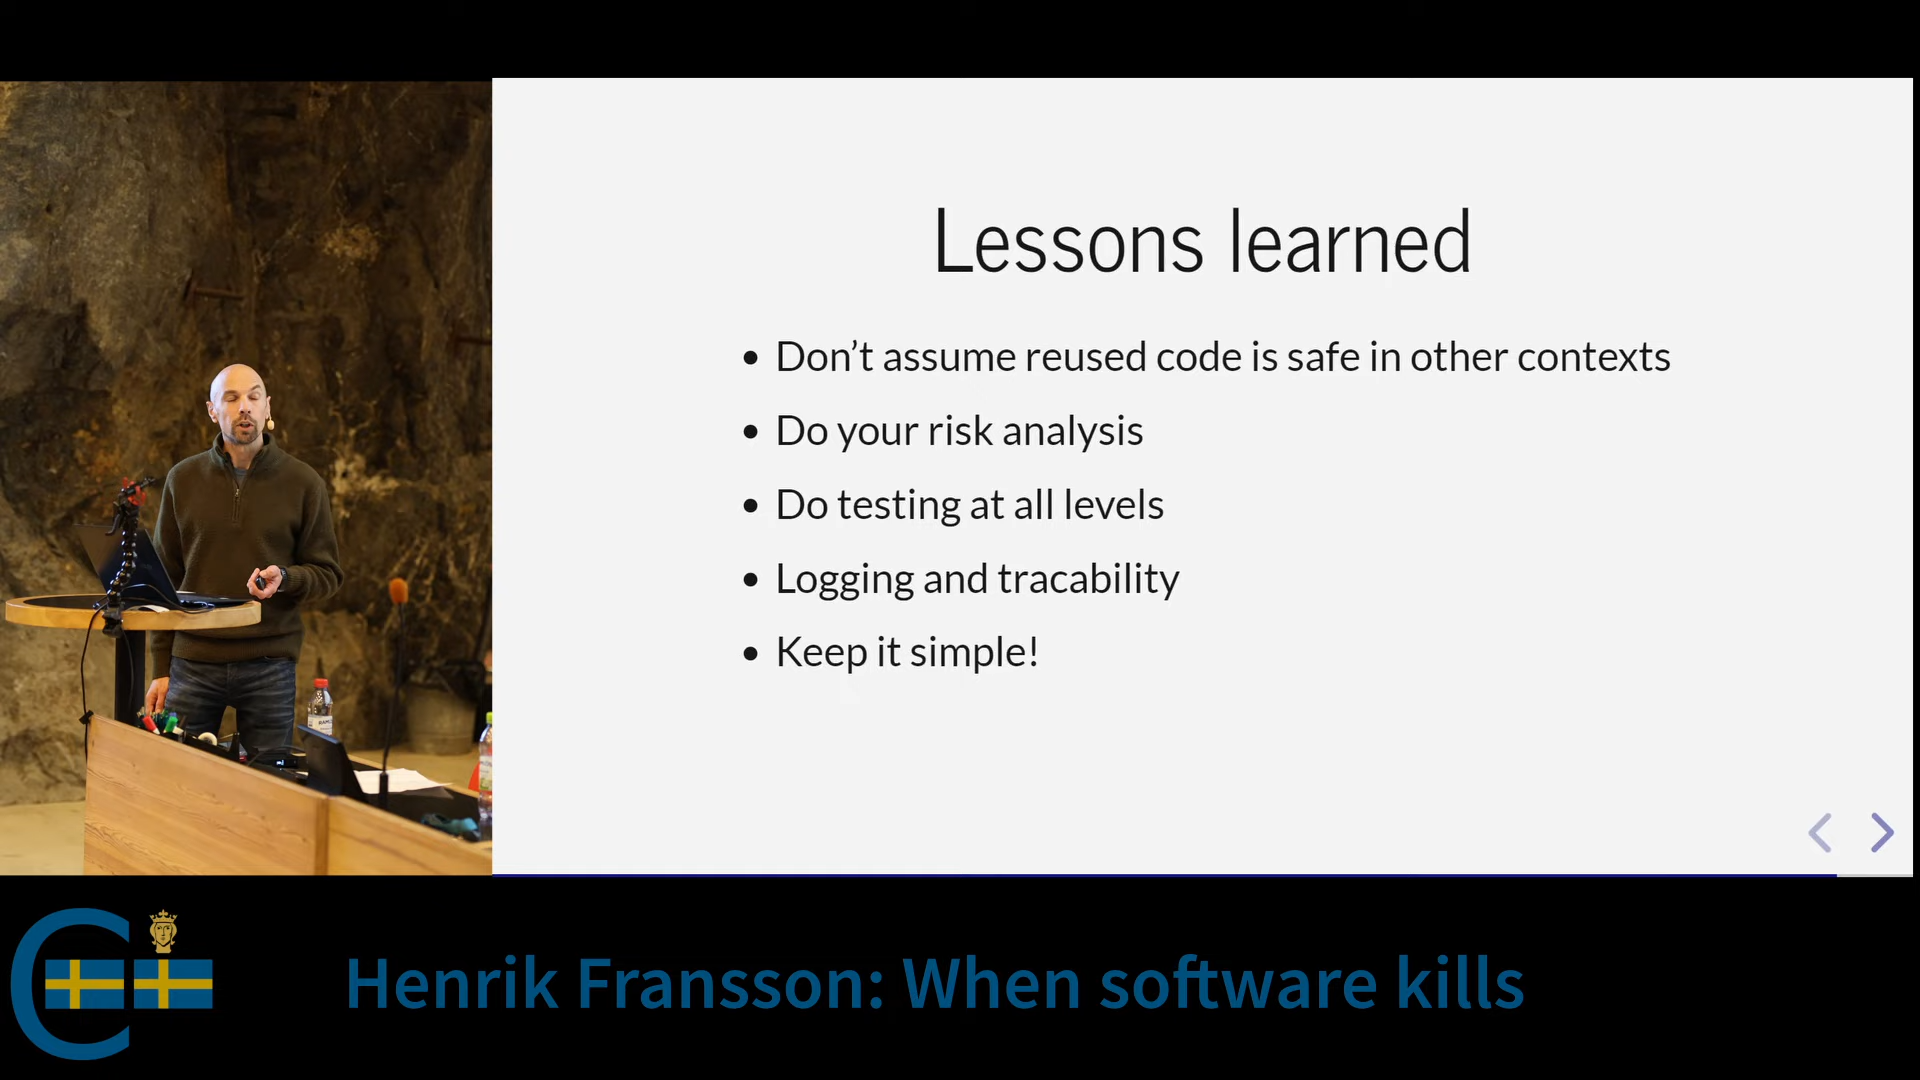 Lessons learned
Don't assume reused code is safe in other contexts
Do your risk analysis
Do testing at all levels
Logging and tracability
Keep it simple!
Henrik Fransson: When software kills